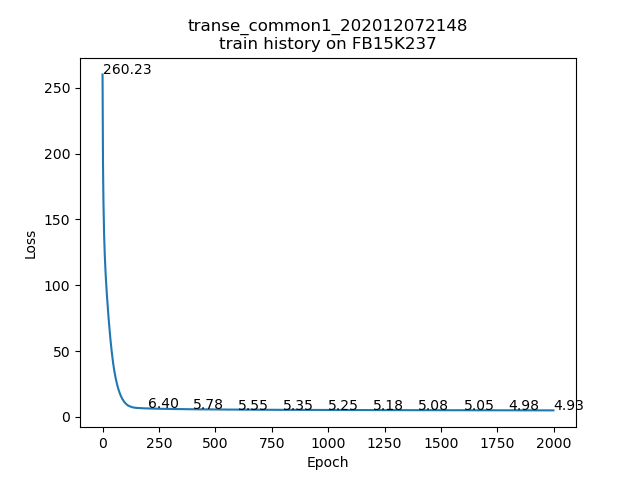 transe_common1_202012072148
train history on FB15K237
260.23
250
200
150
100
50
0
Loss
6.40 5.78 5.55 5.35 5.25 5.18 5.08 5.05 4.98 4.93
0 250 500 750 1000 1250 1500 1750 2000
Epoch